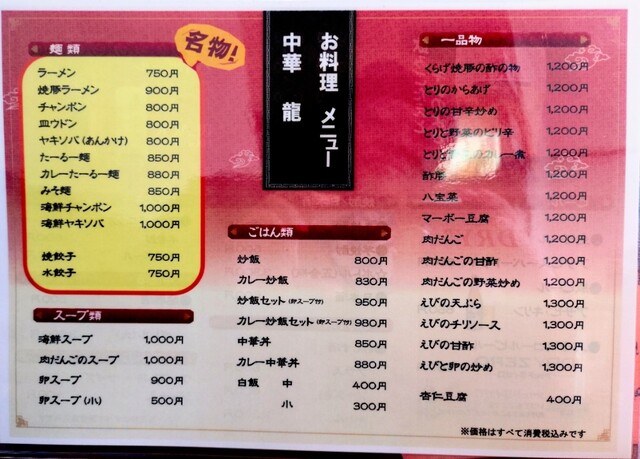 お料理 メニュー
中華 龍
名物!
麺類
ラーメン 750円
焼豚ラーメン 900円
チャンポン 800円
皿ウドン 800円
ヤキソバ(あんかけ) 800円
たーるー麺 850円
カレーたーるー麺 880円
みそ麺 850円
海鮮チャンポン 1,000円
海鮮ヤキソバ 1,000円
焼餃子 750円
水餃子 750円
スープ類
海鮮スープ 1,000円
肉だんごのスープ 1,000円
卵スープ 900円
卵スープ(小) 500円
ごはん類
炒飯 800円
カレー炒飯 830円
炒飯セット(卵スープ付) 950円
カレー炒飯セット(卵スープ付) 980円
中華丼 850円
カレー中華丼 880円
白飯 中 400円
小 300円
一品物
くらげ焼豚の酢の物 1,200円
とりのからあげ 1,200円
とりの甘辛炒め 1,200円
とりと野菜のピリ辛 1,200円
とりと のカレー煮 1,200円
酢豚 1,200円
八宝菜 1,200円
マーボー豆腐 1,200円
肉だんご 1,200円
肉だんごの甘酢 1,200円
肉だんごの野菜炒め 1,200円
えびの天ぷら 1,300円
えびのチリソース 1,300円
えびの甘酢 1,300円
えびと卵の炒め 1,300円
杏仁豆腐 400円
※価格はすべて消費税込みです